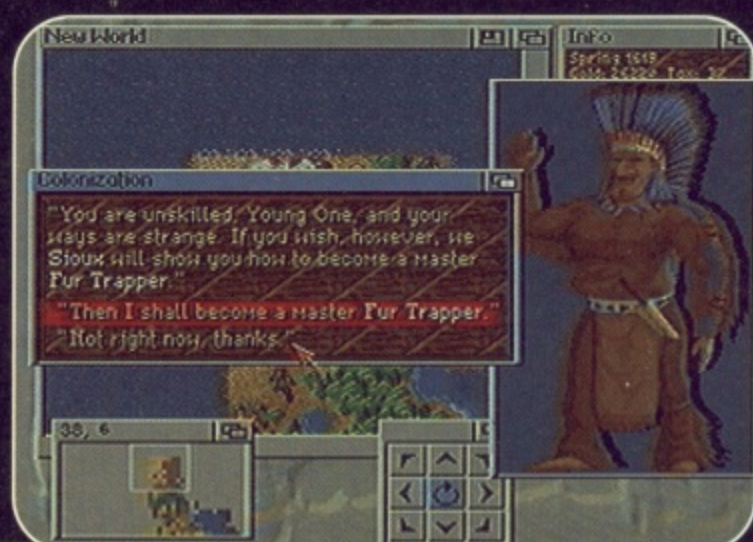 New World
Info
Spring 1619
Colonization
"You are unskilled, Young One, and your
ways are strange. If you wish, however, we
Sioux will show you how to become a master
Fur Trapper."
"Then I shall become a master Fur Trapper."
"Not right now, thanks."
38, 6